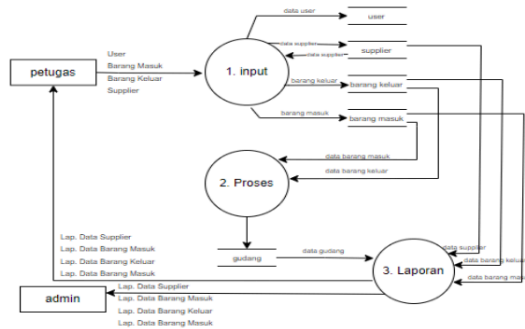 data user
user
data supplier
supplier
data supplier
User
Barang Masuk
Barang Keluar
Supplier
petugas
1. input
barang keluar
barang keluar
barang masuk
barang masuk
data barang masuk
data barang keluar
2. Proses
gudang
data gudang
Lap. Data Supplier
Lap. Data Barang Masuk
Lap. Data Barang Keluar
Lap. Data Barang Masuk
data supplier
data barang keluar
data barang mas
3. Laporan
admin
Lap. Data Supplier
Lap. Data Barang Masuk
Lap. Data Barang Keluar
Lap. Data Barang Masuk